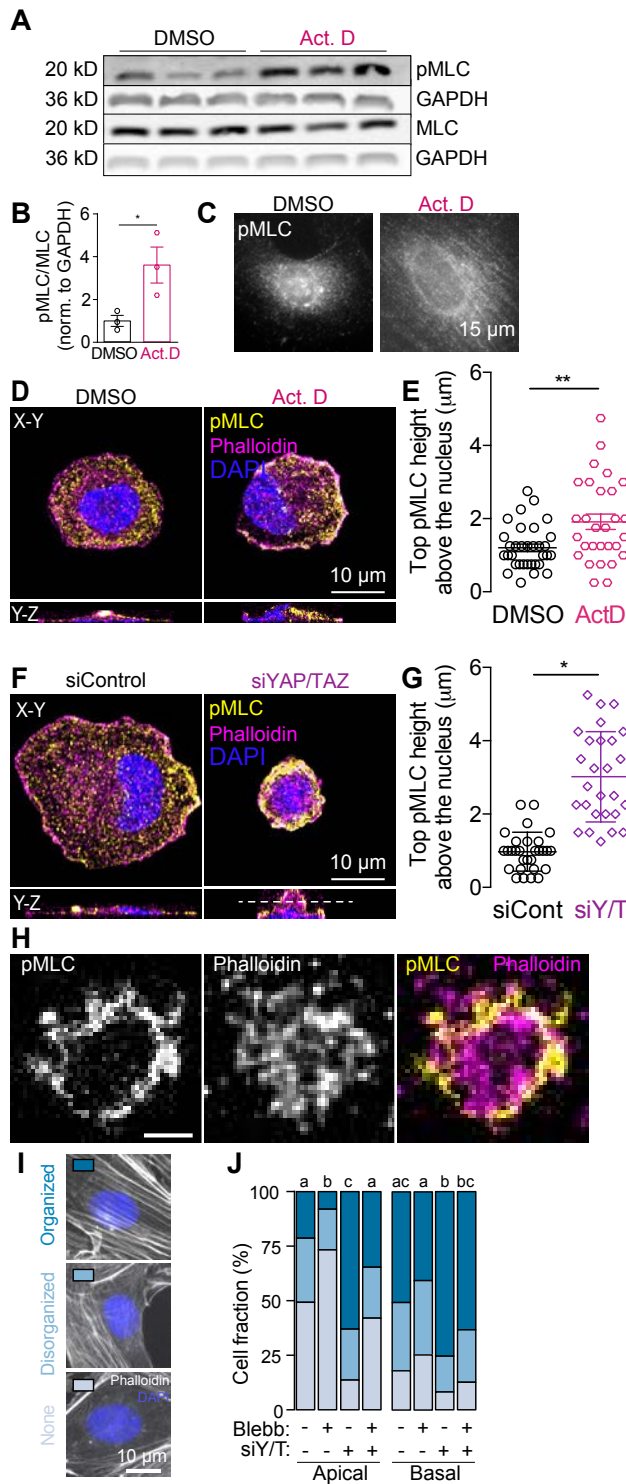 A
DMSO Act. D
20 kD pMLC
36 kD GAPDH
20 kD MLC
36 kD GAPDH
B
pMLC/MLC
(norm. to GAPDH)
6
4
2
0
*
DMSO Act.D
C
DMSO Act. D
pMLC
15 µm
D
DMSO Act. D
X-Y
pMLC
Phalloidin
DAPI
10 µm
Y-Z
E
Top pMLC height
above the nucleus (µm)
6
4
2
0
**
DMSO ActD
F
siControl siYAP/TAZ
X-Y
pMLC
Phalloidin
DAPI
10 µm
Y-Z
G
Top pMLC height
above the nucleus (µm)
6
4
2
0
*
siCont siY/T
H
pMLC Phalloidin pMLC Phalloidin
I
Organized
Disorganized
None
Phalloidin
DAPI
10 µm
J
Cell fraction (%)
100
75
50
25
0
a b c a ac a b bc
Blebb: - + - + - + - +
siY/T: - - + + - - + +
Apical Basal